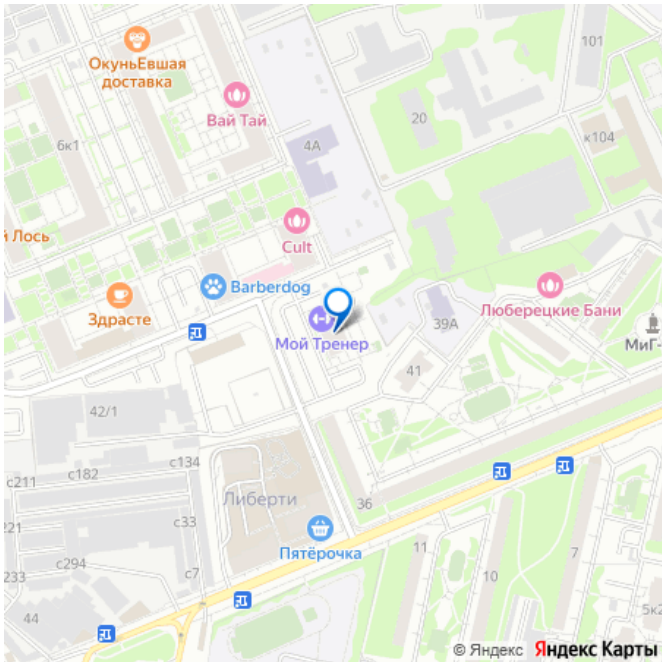 101
ОкуньЕвшая
доставка
Вай Тай
20
6к1
4А
к104
й Лось
Cult
Barberdog
Люберецкие Бани
Здрасте
39А
МиГ-
Мой Тренер
41
42/1
с134
с182
с211
Либерти
36
с33
221
Пятёрочка
11
7
с294
с7
10
233
5к2
44
© Яндекс Яндекс Карты